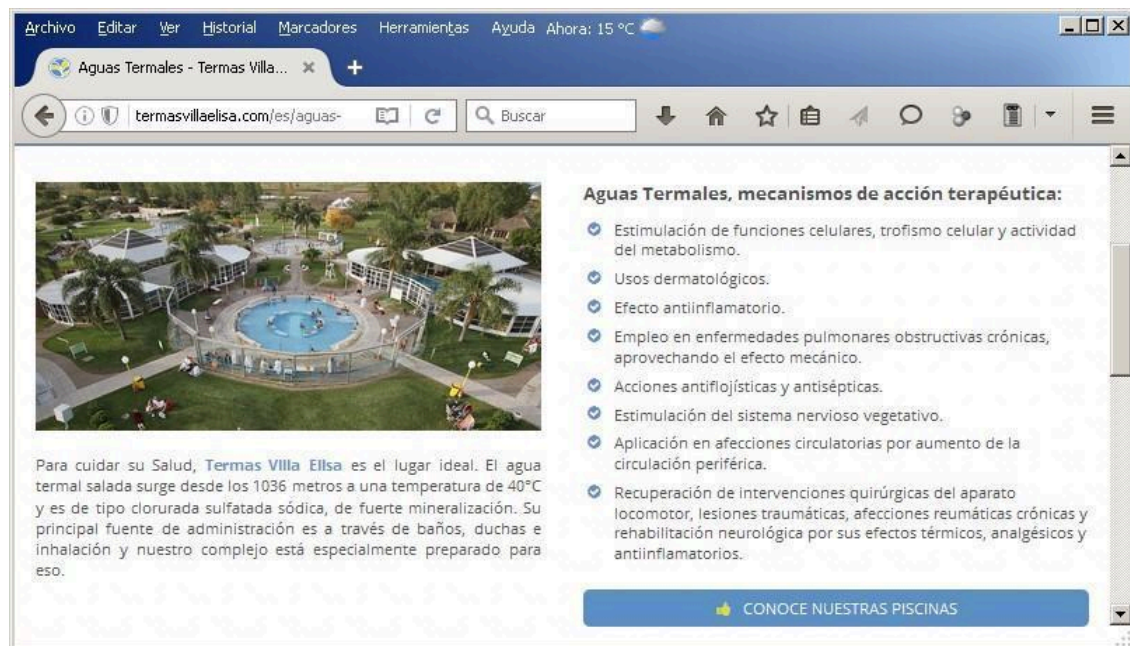 Archivo Editar Ver Historial Marcadores Herramientas Ayuda Ahora: 15 °C
Aguas Termales - Termas Villa...
termasvillaelisa.com/es/aguas-
Buscar
Para cuidar su Salud, Termas Villa Elisa es el lugar ideal. El agua
termal salada surge desde los 1036 metros a una temperatura de 40°C
y es de tipo clorurada sulfatada sódica, de fuerte mineralización. Su
principal fuente de administración es a través de baños, duchas e
inhalación y nuestro complejo está especialmente preparado para
eso.
Aguas Termales, mecanismos de acción terapéutica:
Estimulación de funciones celulares, trofismo celular y actividad
del metabolismo.
Usos dermatológicos.
Efecto antiinflamatorio.
Empleo en enfermedades pulmonares obstructivas crónicas,
aprovechando el efecto mecánico.
Acciones antiflojísticas y antisépticas.
Estimulación del sistema nervioso vegetativo.
Aplicación en afecciones circulatorias por aumento de la
circulación periférica.
Recuperación de intervenciones quirúrgicas del aparato
locomotor, lesiones traumáticas, afecciones reumáticas crónicas y
rehabilitación neurológica por sus efectos térmicos, analgésicos y
antiinflamatorios.
CONOCE NUESTRAS PISCINAS